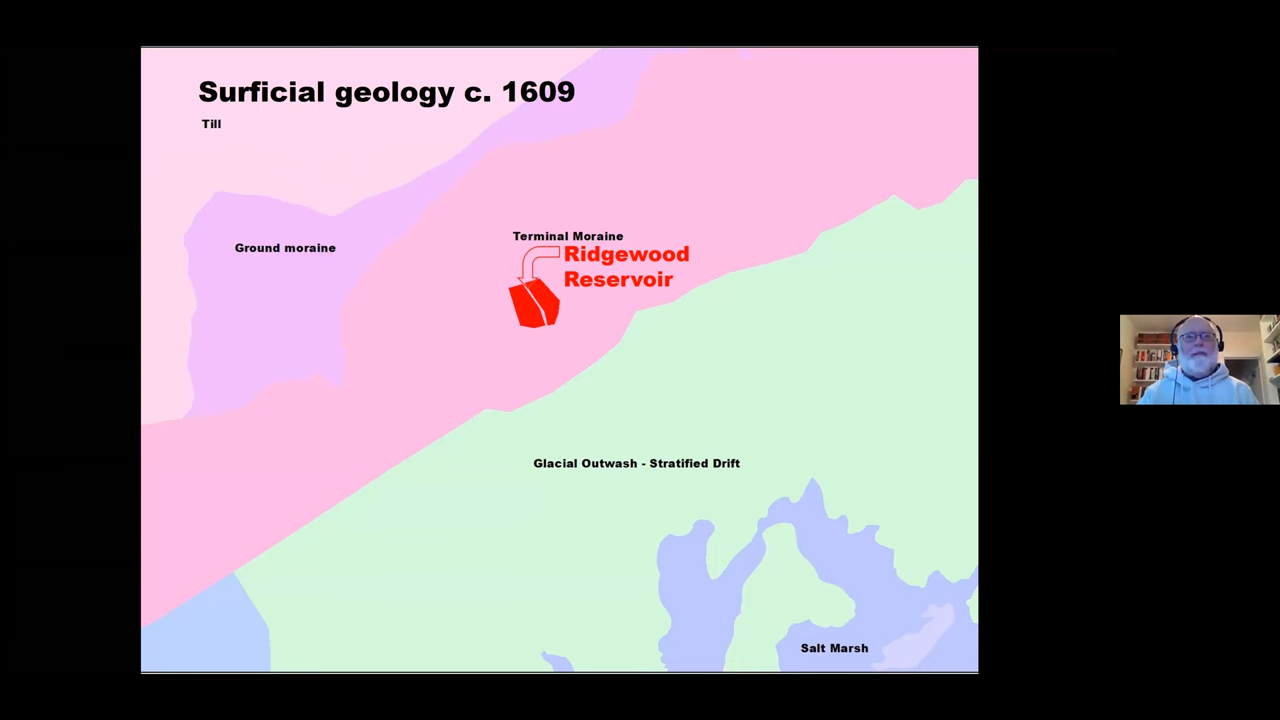 Surficial geology c. 1609
Till
Terminal Moraine
Ridgewood
Reservoir
Ground moraine
Glacial Outwash - Stratified Drift
Salt Marsh